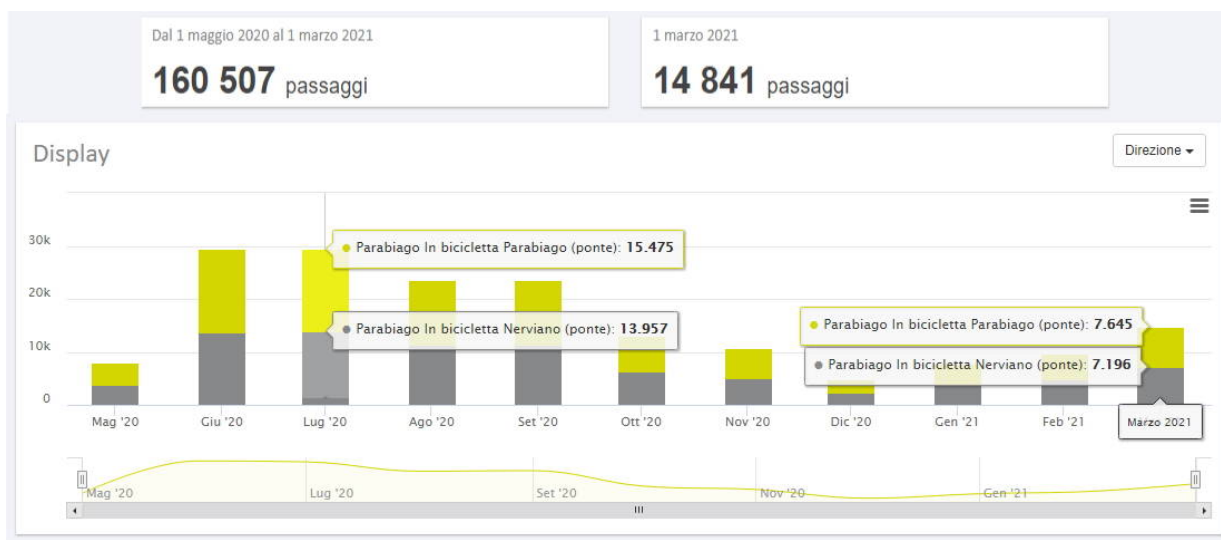 Dal 1 maggio 2020 al 1 marzo 2021
160 507 passaggi
1 marzo 2021
14 841 passaggi
Display
Direzione
30k
20k
10k
0
Parabiago In bicicletta Parabiago (ponte): 15.475
Parabiago In bicicletta Nerviano (ponte): 13.957
Parabiago In bicicletta Parabiago (ponte): 7.645
Parabiago In bicicletta Nerviano (ponte): 7.196
Mag '20 Giu '20 Lug '20 Ago '20 Set '20 Ott '20 Nov '20 Dic '20 Gen '21 Feb '21 Marzo 2021
Mag '20 Lug '20 Set '20 Nov '20 Gen '21